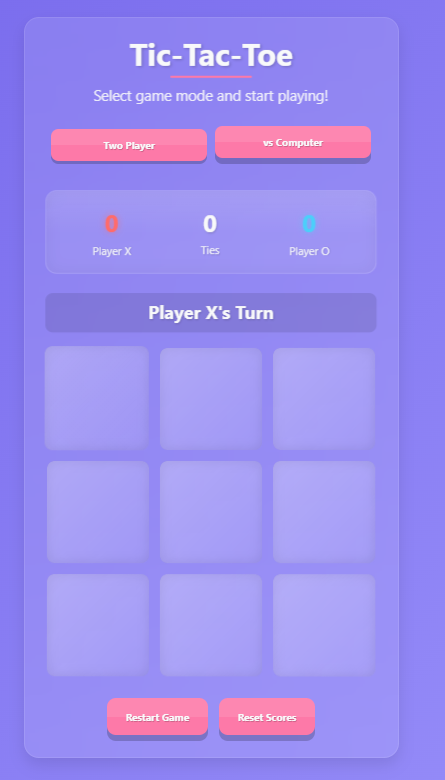 Tic-Tac-Toe
Select game mode and start playing!
Two Player vs Computer
0 0 0
Player X Ties Player O
Player X's Turn
Restart Game Reset Scores